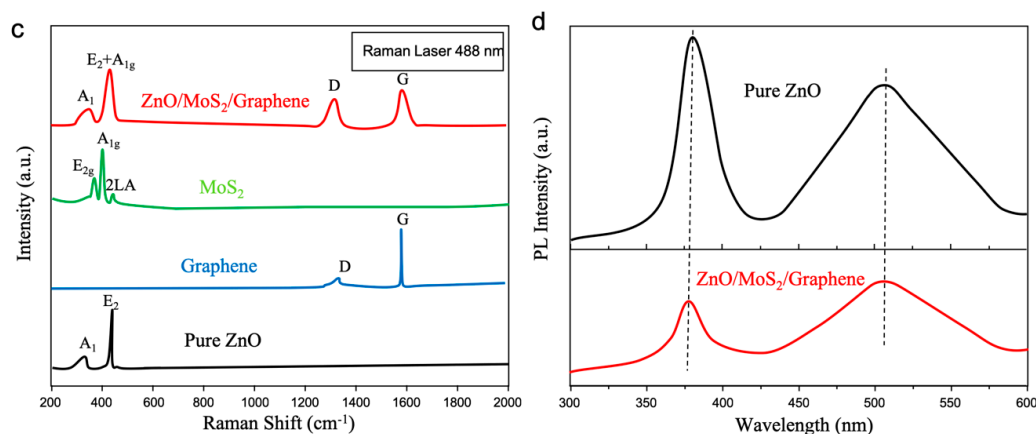 c
Raman Laser 488 nm
E₂+A₁g
A₁
D
G
ZnO/MoS₂/Graphene
A₁g
E₂g
2LA
MoS₂
G
Graphene
D
E₂
A₁
Pure ZnO
Intensity (a.u.)
200 400 600 800 1000 1200 1400 1600 1800 2000
Raman Shift (cm⁻¹)
d
Pure ZnO
ZnO/MoS₂/Graphene
PL Intensity (a.u.)
300 350 400 450 500 550 600
Wavelength (nm)